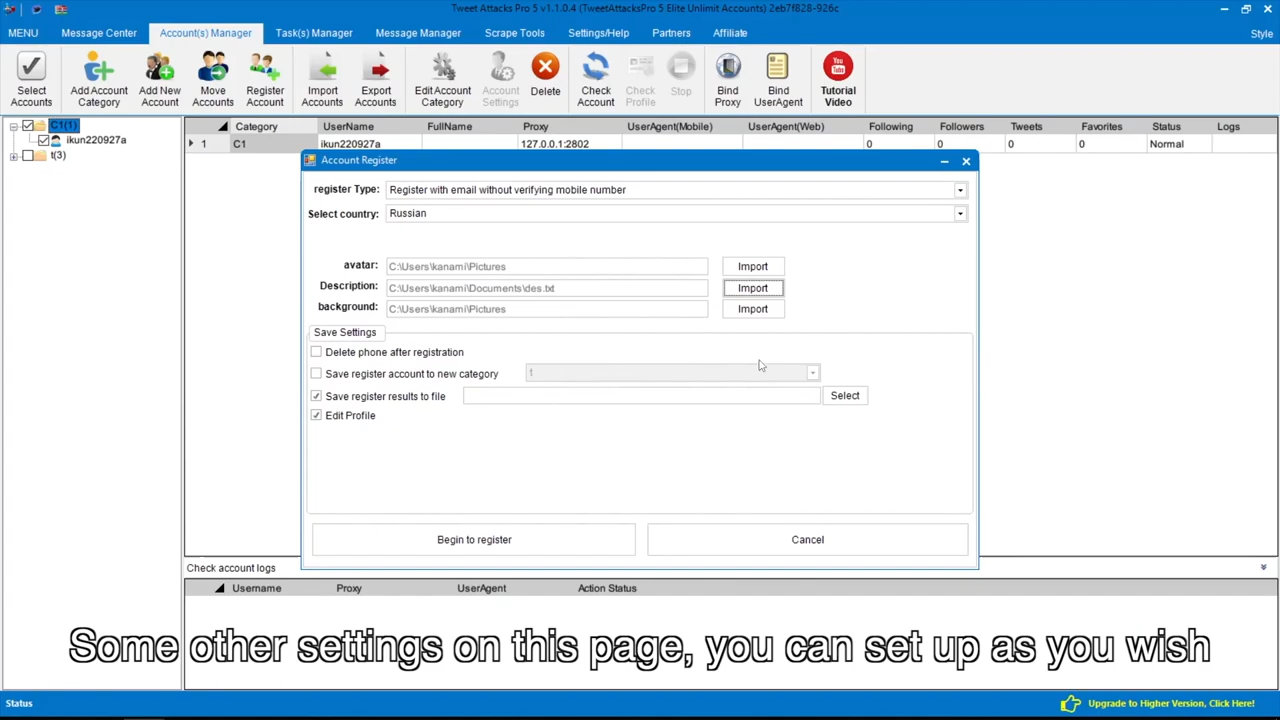 Tweet Attacks Pro 5 v1.1.0.4 (TweetAttacksPro 5 Elite Unlimit Accounts) 2eb7f828-926c
MENU Message Center Account(s) Manager Task(s) Manager Message Manager Scrape Tools Settings/Help Partners Affiliate Style
Select Accounts
Add Account Category
Add New Account
Move Accounts
Register Account
Import Accounts
Export Accounts
Edit Account Category
Account Settings
Delete
Check Account
Check Profile
Stop
Bind Proxy
Bind UserAgent
You Tube
Tutorial Video
C1(1)
ikun220927a
t(3)
Category UserName FullName Proxy UserAgent(Mobile) UserAgent(Web) Following Followers Tweets Favorites Status Logs
1 C1 ikun220927a 127.0.0.1:2802 0 0 0 0 Normal
Account Register
register Type: Register with email without verifying mobile number
Select country: Russian
avatar: C:\Users\kanami\Pictures Import
Description: C:\Users\kanami\Documents\des.txt Import
background: C:\Users\kanami\Pictures Import
Save Settings
Delete phone after registration
Save register account to new category t
Save register results to file Select
Edit Profile
Begin to register Cancel
Check account logs
Username Proxy UserAgent Action Status
Some other settings on this page, you can set up as you wish
Status Upgrade to Higher Version, Click Here!